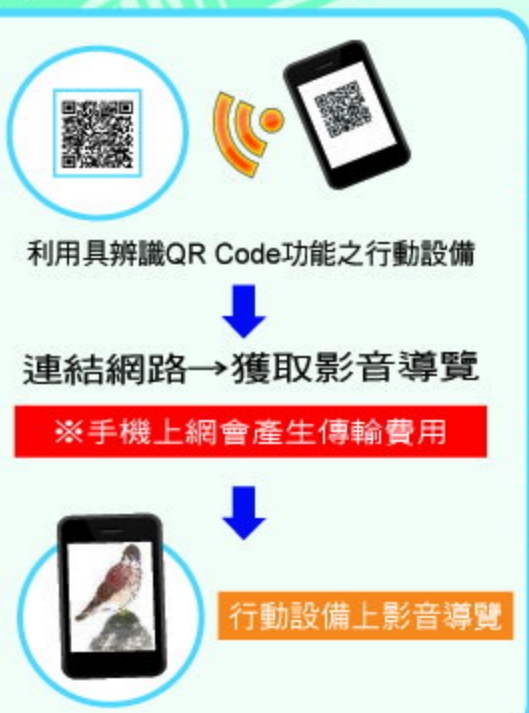 利用具辨識QR Code功能之行動設備
連結網路→獲取影音導覽
※手機上網會產生傳輸費用
行動設備上影音導覽